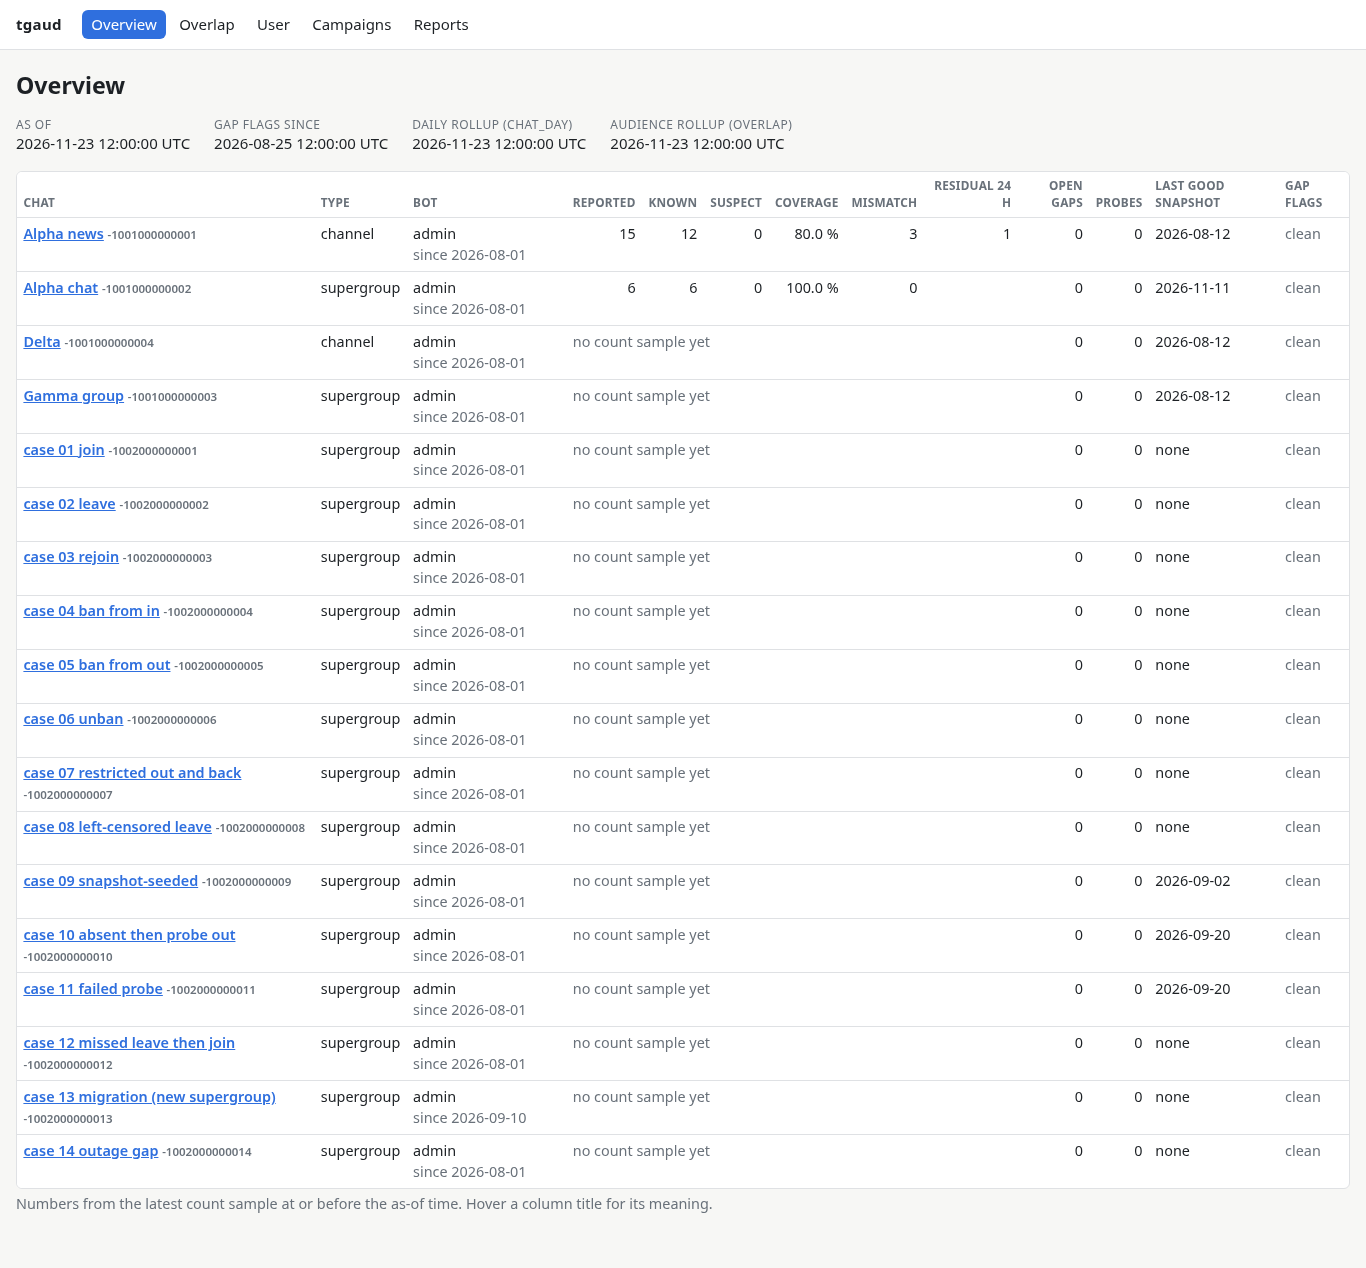 tgaud Overview Overlap User Campaigns Reports
Overview
AS OF GAP FLAGS SINCE DAILY ROLLUP (CHAT_DAY) AUDIENCE ROLLUP (OVERLAP)
2026-11-23 12:00:00 UTC 2026-08-25 12:00:00 UTC 2026-11-23 12:00:00 UTC 2026-11-23 12:00:00 UTC
RESIDUAL 24 OPEN LAST GOOD GAP
CHAT TYPE BOT REPORTED KNOWN SUSPECT COVERAGE MISMATCH H GAPS PROBES SNAPSHOT FLAGS
Alpha news -1001000000001 channel admin 15 12 0 80.0 % 3 1 0 0 2026-08-12 clean
since 2026-08-01
Alpha chat -1001000000002 supergroup admin 6 6 0 100.0 % 0 0 0 2026-11-11 clean
since 2026-08-01
Delta -1001000000004 channel admin no count sample yet 0 0 2026-08-12 clean
since 2026-08-01
Gamma group -1001000000003 supergroup admin no count sample yet 0 0 2026-08-12 clean
since 2026-08-01
case 01 join -1002000000001 supergroup admin no count sample yet 0 0 none clean
since 2026-08-01
case 02 leave -1002000000002 supergroup admin no count sample yet 0 0 none clean
since 2026-08-01
case 03 rejoin -1002000000003 supergroup admin no count sample yet 0 0 none clean
since 2026-08-01
case 04 ban from in -1002000000004 supergroup admin no count sample yet 0 0 none clean
since 2026-08-01
case 05 ban from out -1002000000005 supergroup admin no count sample yet 0 0 none clean
since 2026-08-01
case 06 unban -1002000000006 supergroup admin no count sample yet 0 0 none clean
since 2026-08-01
case 07 restricted out and back supergroup admin no count sample yet 0 0 none clean
-1002000000007 since 2026-08-01
case 08 left-censored leave -1002000000008 supergroup admin no count sample yet 0 0 none clean
since 2026-08-01
case 09 snapshot-seeded -1002000000009 supergroup admin no count sample yet 0 0 2026-09-02 clean
since 2026-08-01
case 10 absent then probe out supergroup admin no count sample yet 0 0 2026-09-20 clean
-1002000000010 since 2026-08-01
case 11 failed probe -1002000000011 supergroup admin no count sample yet 0 0 2026-09-20 clean
since 2026-08-01
case 12 missed leave then join supergroup admin no count sample yet 0 0 none clean
-1002000000012 since 2026-08-01
case 13 migration (new supergroup) supergroup admin no count sample yet 0 0 none clean
-1002000000013 since 2026-09-10
case 14 outage gap -1002000000014 supergroup admin no count sample yet 0 0 none clean
since 2026-08-01
Numbers from the latest count sample at or before the as-of time. Hover a column title for its meaning.